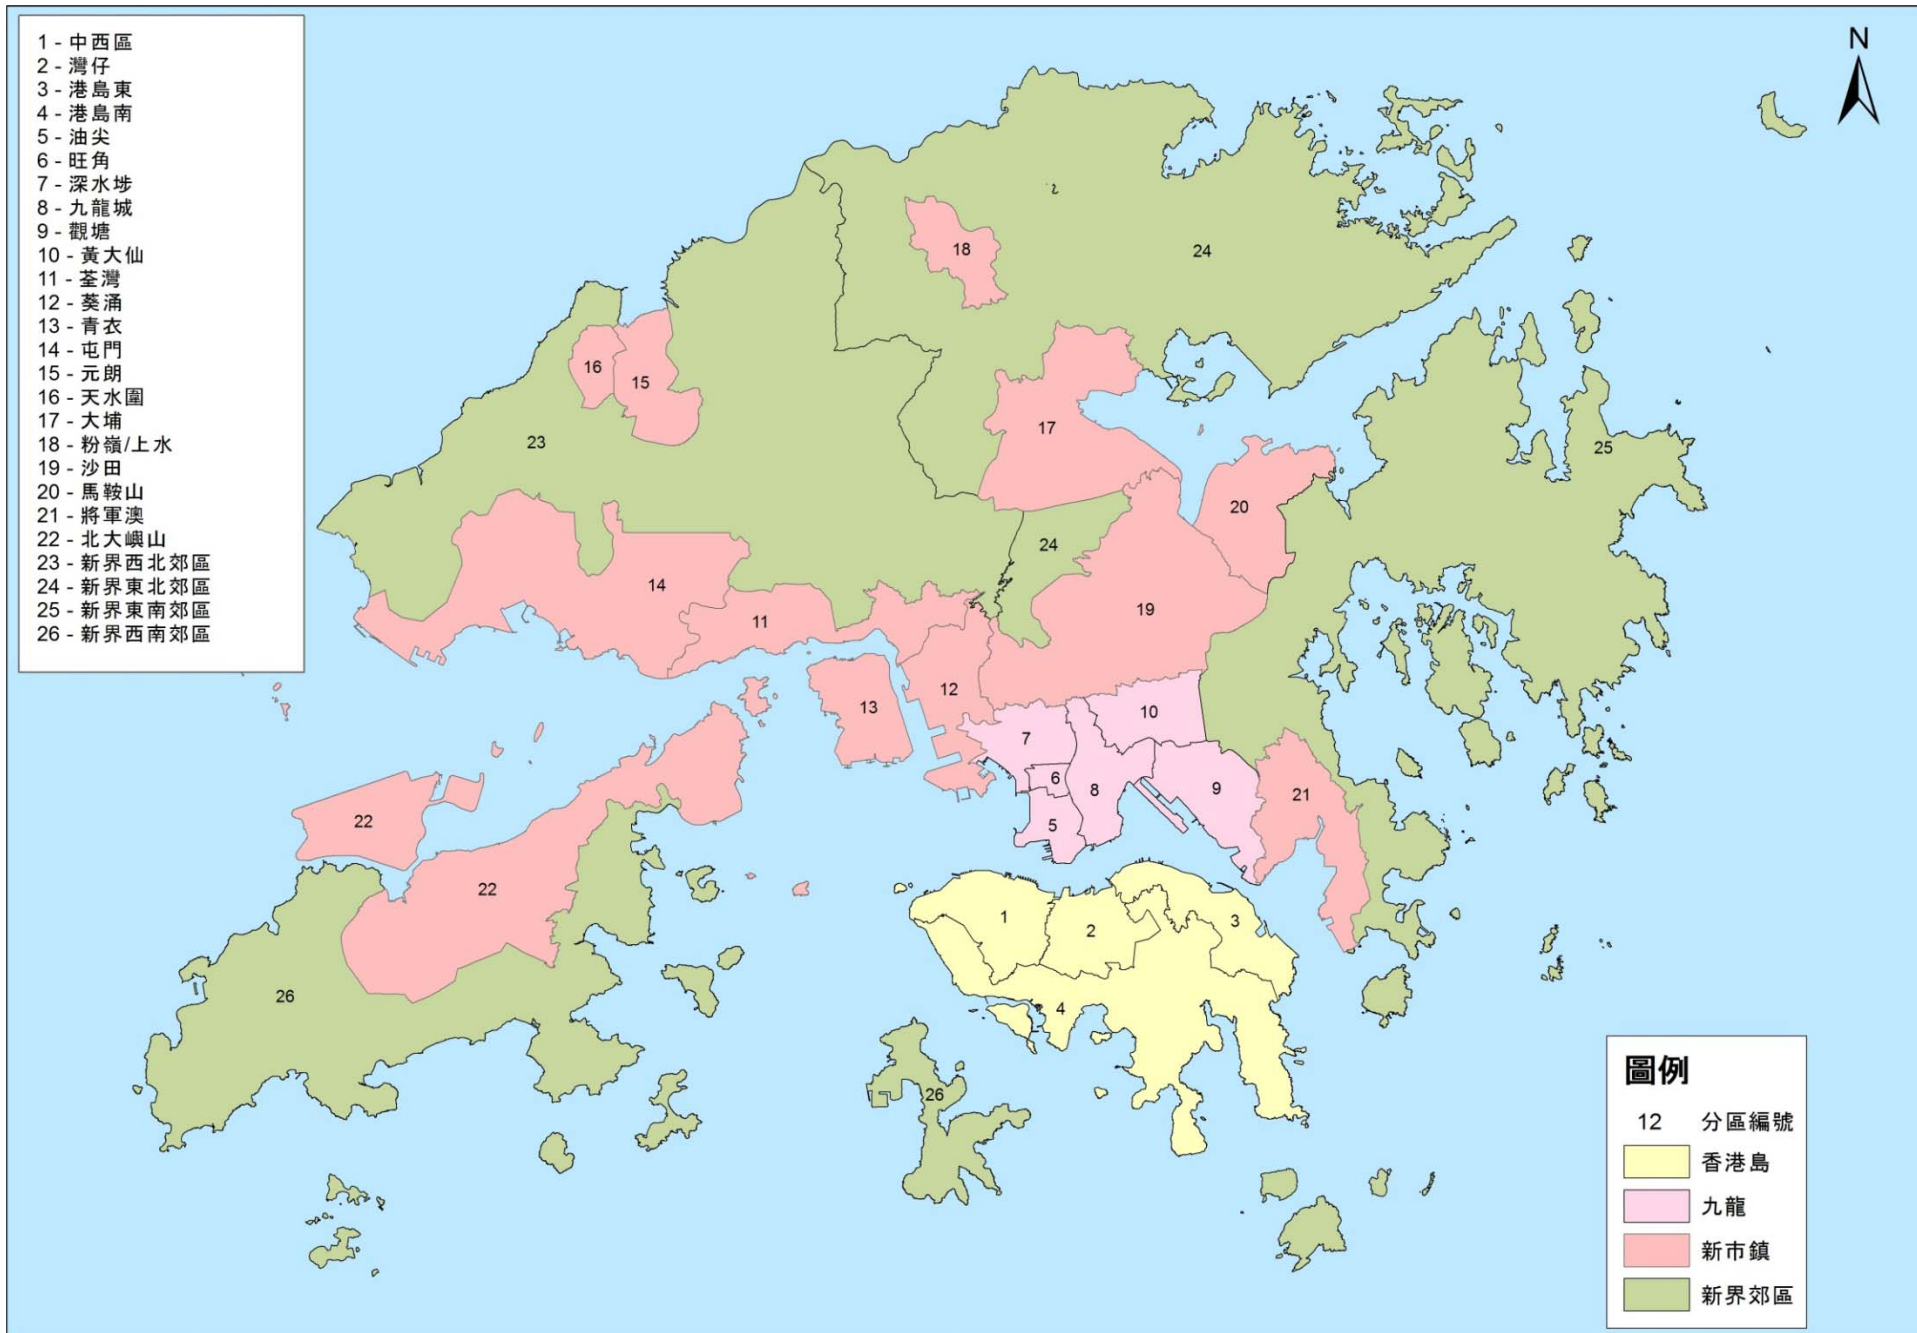 1 - 中西區
2 - 灣仔
3 - 港島東
4 - 港島南
5 - 油尖
6 - 旺角
7 - 深水埗
8 - 九龍城
9 - 觀塘
10 - 黃大仙
11 - 荃灣
12 - 葵涌
13 - 青衣
14 - 屯門
15 - 元朗
16 - 天水圍
17 - 大埔
18 - 粉嶺/上水
19 - 沙田
20 - 馬鞍山
21 - 將軍澳
22 - 北大嶼山
23 - 新界西北郊區
24 - 新界東北郊區
25 - 新界東南郊區
26 - 新界西南郊區
N
18
24
16
15
17
23
25
20
24
14
19
11
12
13
10
7
6
9
8
21
22
5
22
1
3
2
26
4
26
圖例
12 分區編號
香港島
九龍
新市鎮
新界郊區